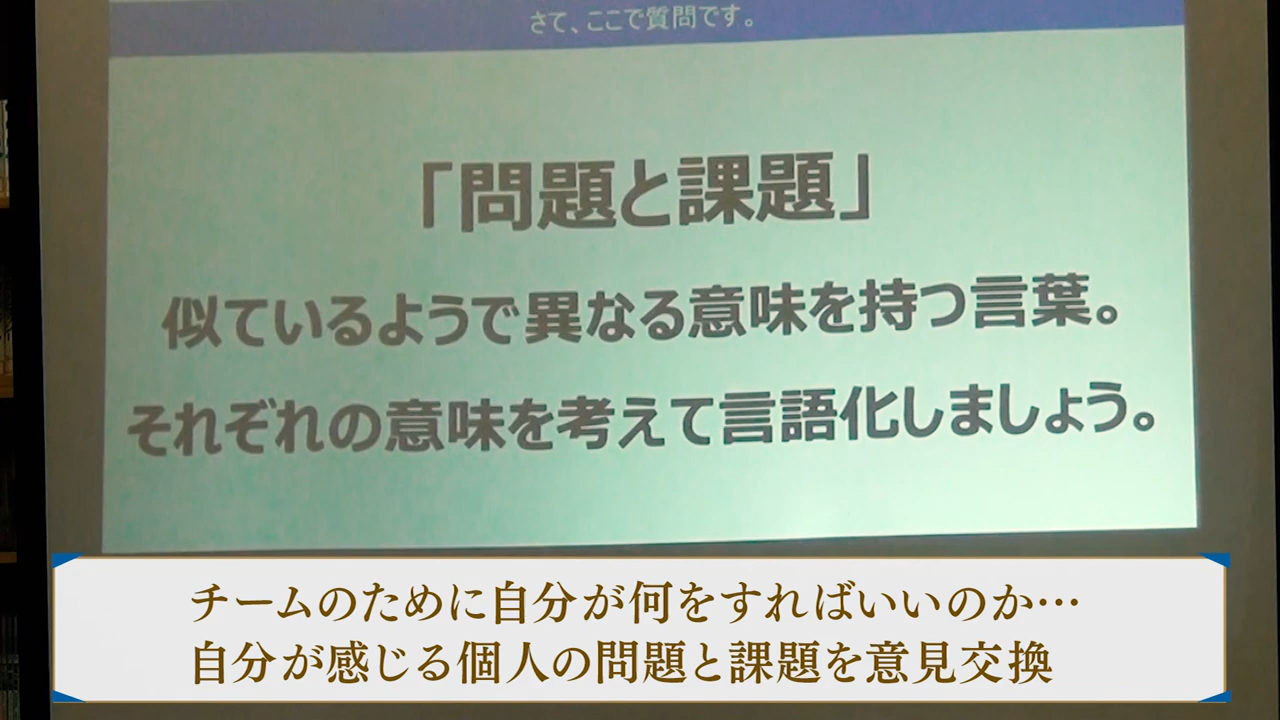 さて、ここで質問です。
「問題と課題」
似ているようで異なる意味を持つ言葉。
それぞれの意味を考えて言語化しましょう。
チームのために自分が何をすればいいのか…
自分が感じる個人の問題と課題を意見交換